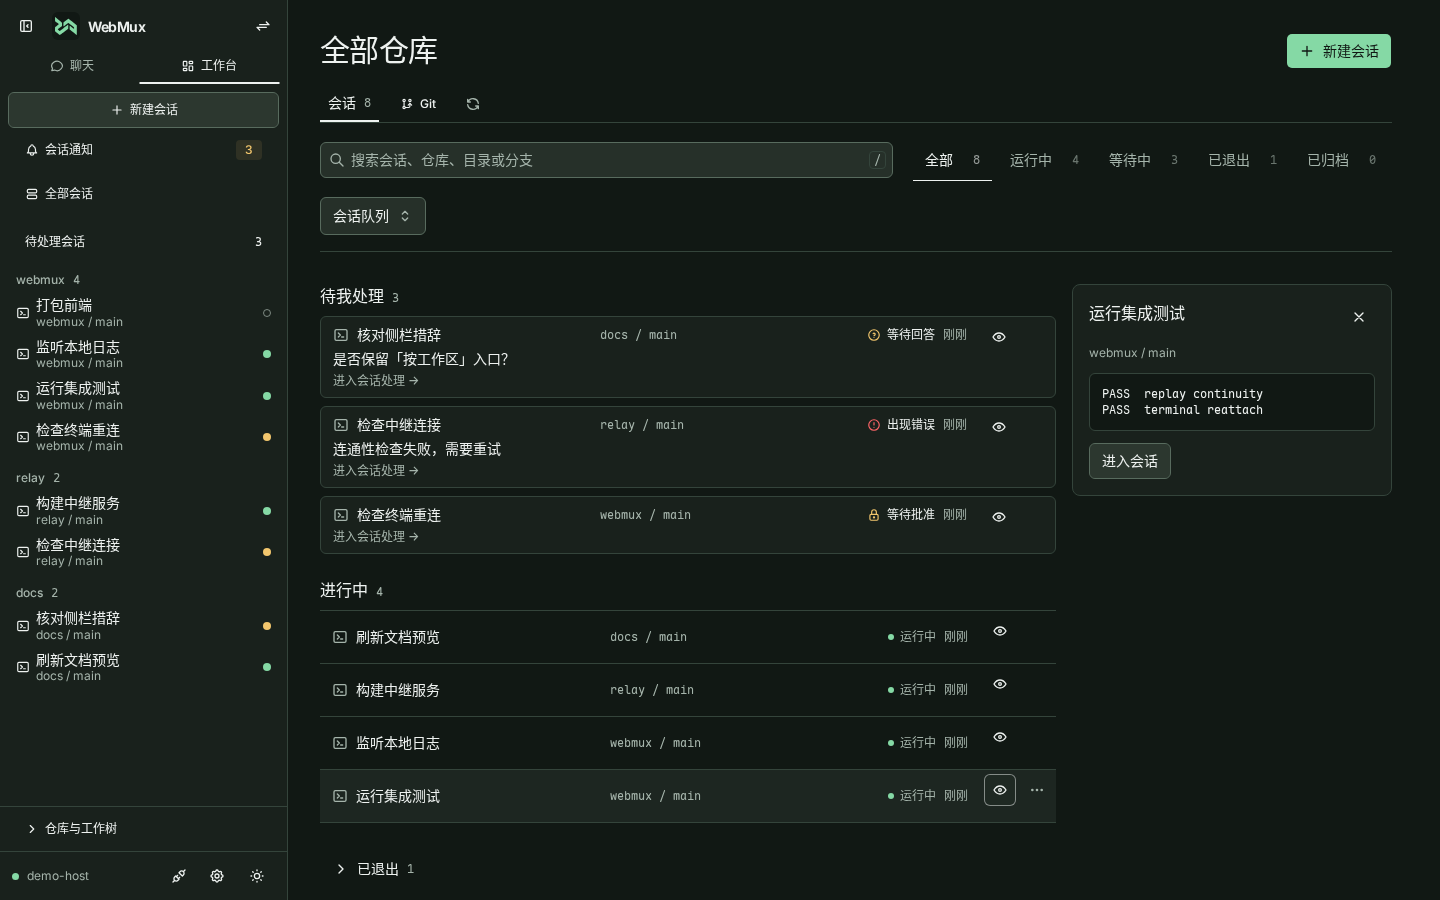 WebMux
聊天
工作台
新建会话
会话通知 3
全部会话
待处理会话 3
webmux 4
打包前端
webmux / main
监听本地日志
webmux / main
运行集成测试
webmux / main
检查终端重连
webmux / main
relay 2
构建中继服务
relay / main
检查中继连接
relay / main
docs 2
核对侧栏措辞
docs / main
刷新文档预览
docs / main
仓库与工作树
demo-host
全部仓库
新建会话
会话 8
Git
搜索会话、仓库、目录或分支 /
全部 8
运行中 4
等待中 3
已退出 1
已归档 0
会话队列
待我处理 3
核对侧栏措辞 docs / main 等待回答 刚刚
是否保留「按工作区」入口？
进入会话处理 →
检查中继连接 relay / main 出现错误 刚刚
连通性检查失败，需要重试
进入会话处理 →
检查终端重连 webmux / main 等待批准 刚刚
进入会话处理 →
进行中 4
刷新文档预览 docs / main 运行中 刚刚
构建中继服务 relay / main 运行中 刚刚
监听本地日志 webmux / main 运行中 刚刚
运行集成测试 webmux / main 运行中 刚刚
已退出 1
运行集成测试
webmux / main
PASS replay continuity
PASS terminal reattach
进入会话